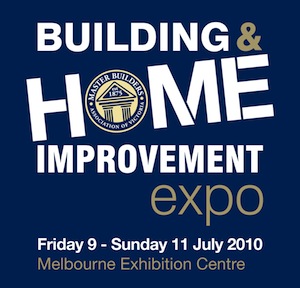 BUILDING &
HOME
MASTER BUILDERS
est
1875
ASSOCIATION OF VICTORIA
IMPROVEMENT
expo
Friday 9 - Sunday 11 July 2010
Melbourne Exhibition Centre